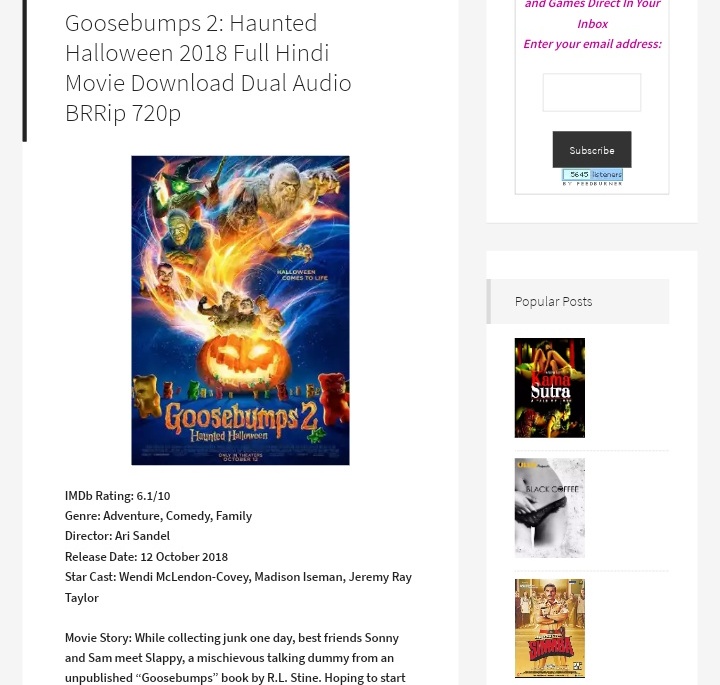 Goosebumps 2: Haunted
Halloween 2018 Full Hindi
Movie Download Dual Audio
BRRip 720p
HALLOWEEN
COMES TO LIFE
Goosebumps 2
Haunted Halloween
ONLY IN THEATERS
OCTOBER 12
IMDb Rating: 6.1/10
Genre: Adventure, Comedy, Family
Director: Ari Sandel
Release Date: 12 October 2018
Star Cast: Wendi McLendon-Covey, Madison Iseman, Jeremy Ray
Taylor
Movie Story: While collecting junk one day, best friends Sonny
and Sam meet Slappy, a mischievous talking dummy from an
unpublished “Goosebumps” book by R.L. Stine. Hoping to start
and Games Direct In Your
Inbox
Enter your email address:
Subscribe
5645 listeners
BY FEEDBURNER
Popular Posts
Kama
Sutra
BLACK COFFEE
SIMMBA